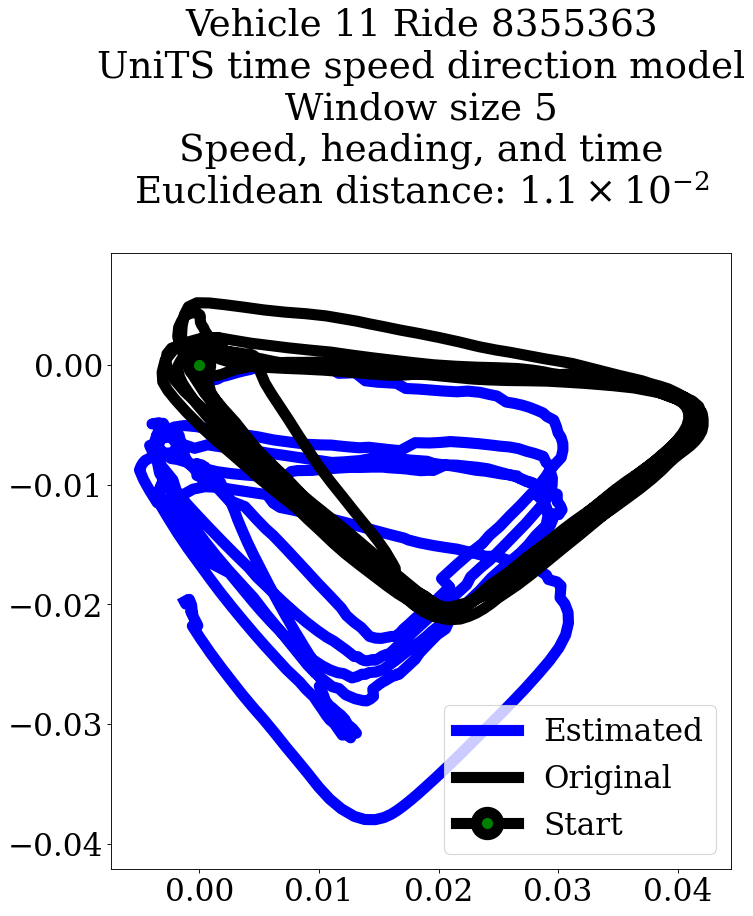 Vehicle 11 Ride 8355363
UniTS time speed direction model
Window size 5
Speed, heading, and time
Euclidean distance: $1.1 \times 10^{-2}$
0.00
−0.01
−0.02
−0.03
−0.04
Estimated
Original
Start
0.00 0.01 0.02 0.03 0.04